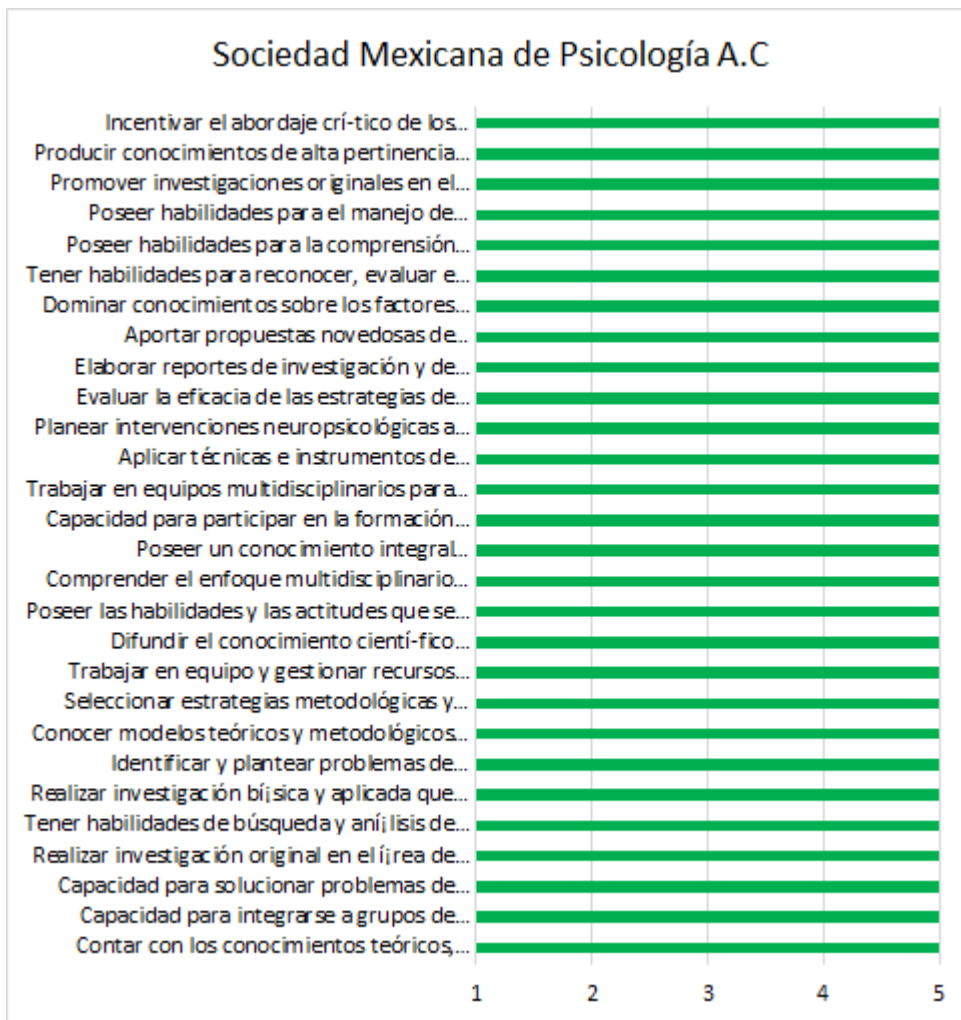 Sociedad Mexicana de Psicología A.C
Incentivar el abordaje crí-tico de los...
Producir conocimientos de alta pertinencia...
Promover investigaciones originales en el...
Poseer habilidades para el manejo de...
Poseer habilidades para la comprensión...
Tener habilidades para reconocer, evaluar e...
Dominar conocimientos sobre los factores...
Aportar propuestas novedosas de...
Elaborar reportes de investigación y de...
Evaluar la eficacia de las estrategias de...
Planear intervenciones neuropsicológicas a...
Aplicar técnicas e instrumentos de...
Trabajar en equipos multidisciplinarios para...
Capacidad para participar en la formación...
Poseer un conocimiento integral...
Comprender el enfoque multidisciplinario...
Poseer las habilidades y las actitudes que se...
Difundir el conocimiento cientí-fico...
Trabajar en equipo y gestionar recursos...
Seleccionar estrategias metodológicas y...
Conocer modelos teóricos y metodológicos...
Identificar y plantear problemas de...
Realizar investigación bí¡sica y aplicada que...
Tener habilidades de búsqueda y aní¡lisis de...
Realizar investigación original en el í¡rea de...
Capacidad para solucionar problemas de...
Capacidad para integrarse a grupos de...
Contar con los conocimientos teóricos,...
1 2 3 4 5